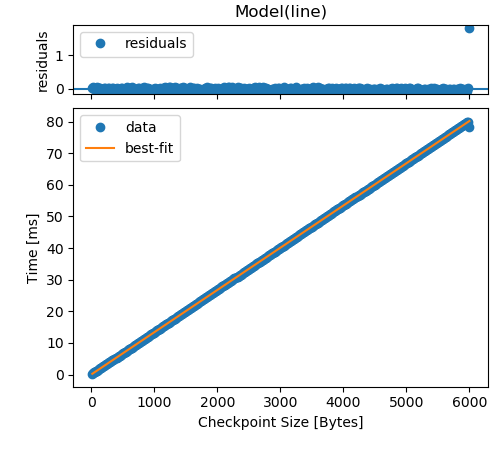 Model(line)
residuals
1
0
residuals
80
70
60
50
40
30
20
10
0
Time [ms]
data
best-fit
0 1000 2000 3000 4000 5000 6000
Checkpoint Size [Bytes]